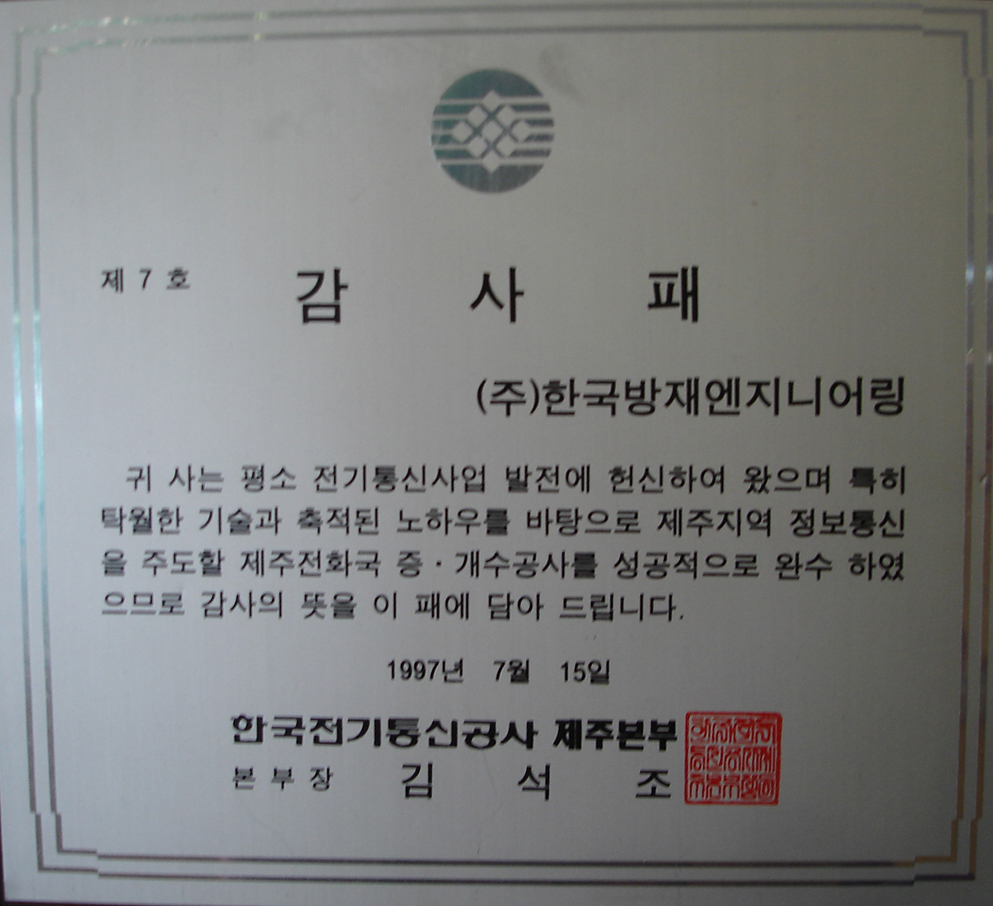 제 7 호 감 사 패
(주)한국방재엔지니어링
귀 사는 평소 전기통신사업 발전에 헌신하여 왔으며 특히
탁월한 기술과 축적된 노하우를 바탕으로 제주지역 정보통신
을 주도할 제주전화국 증·개수공사를 성공적으로 완수 하였
으므로 감사의 뜻을 이 패에 담아 드립니다.
1997년 7월 15일
한국전기통신공사 제주본부
본부장 김 석 조